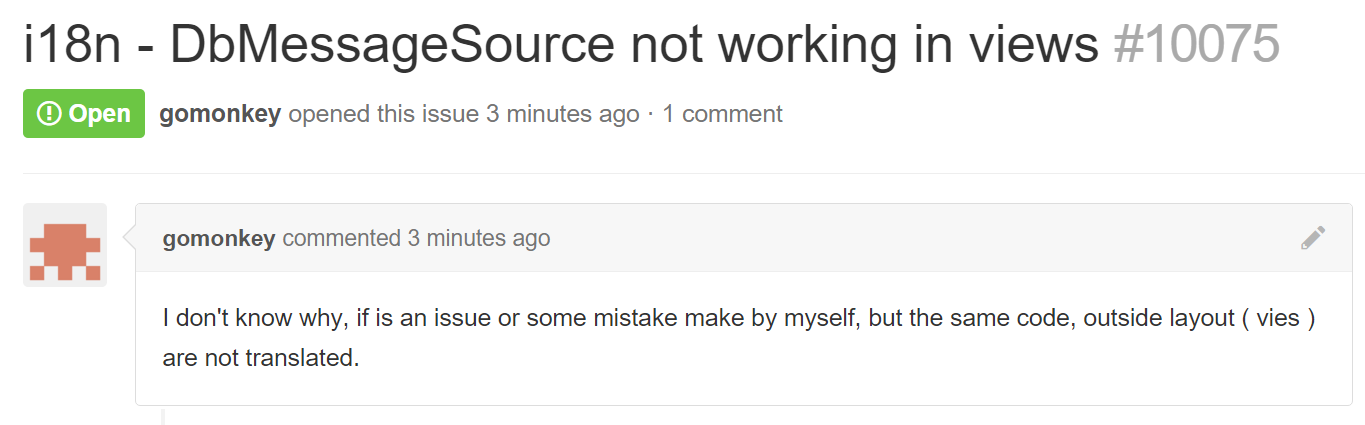 i18n - DbMessageSource not working in views #10075
Open gomonkey opened this issue 3 minutes ago · 1 comment
gomonkey commented 3 minutes ago
I don't know why, if is an issue or some mistake make by myself, but the same code, outside layout ( vies )
are not translated.